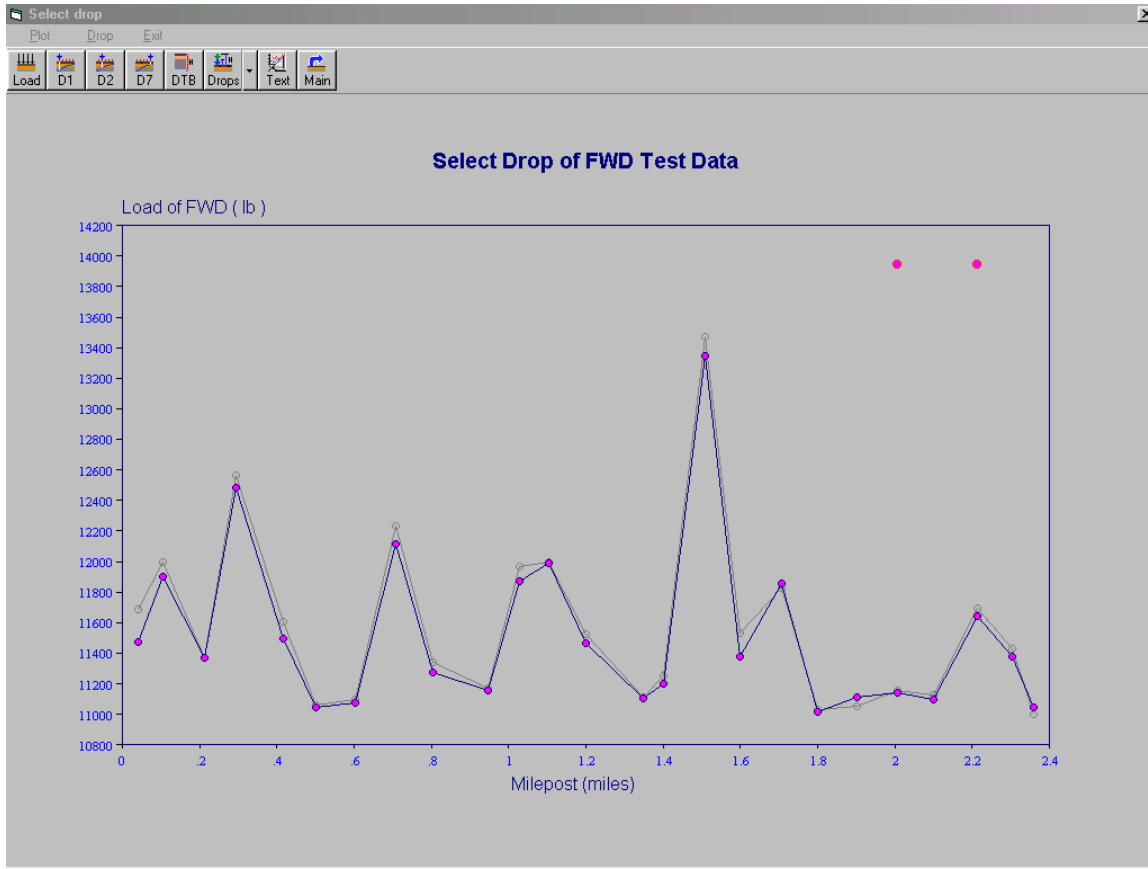 Select drop
Plot Drop Exit
Load D1 D2 D7 DTB Drops Text Main
Select Drop of FWD Test Data
Load of FWD ( lb )
14200
14000
13800
13600
13400
13200
13000
12800
12600
12400
12200
12000
11800
11600
11400
11200
11000
10800
0 .2 .4 .6 .8 1 1.2 1.4 1.6 1.8 2 2.2 2.4
Milepost (miles)